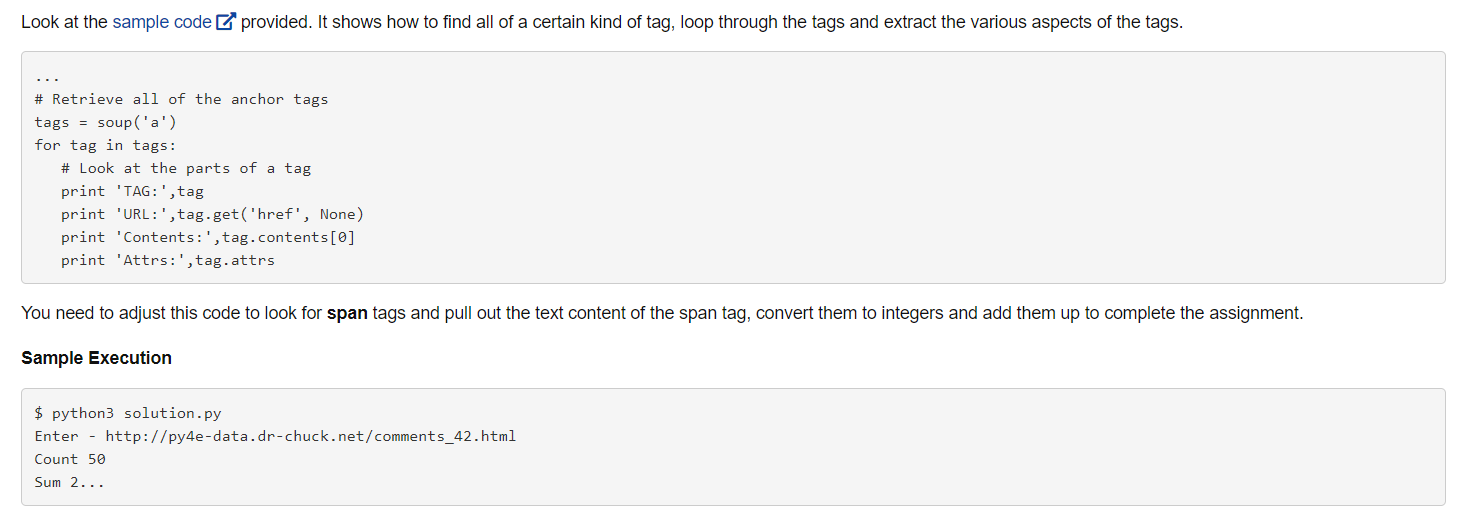 Look at the sample code provided. It shows how to find all of a certain kind of tag, loop through the tags and extract the various aspects of the tags.
...
# Retrieve all of the anchor tags
tags = soup('a')
for tag in tags:
   # Look at the parts of a tag
   print 'TAG:',tag
   print 'URL:',tag.get('href', None)
   print 'Contents:',tag.contents[0]
   print 'Attrs:',tag.attrs
You need to adjust this code to look for span tags and pull out the text content of the span tag, convert them to integers and add them up to complete the assignment.
Sample Execution
$ python3 solution.py
Enter - http://py4e-data.dr-chuck.net/comments_42.html
Count 50
Sum 2...